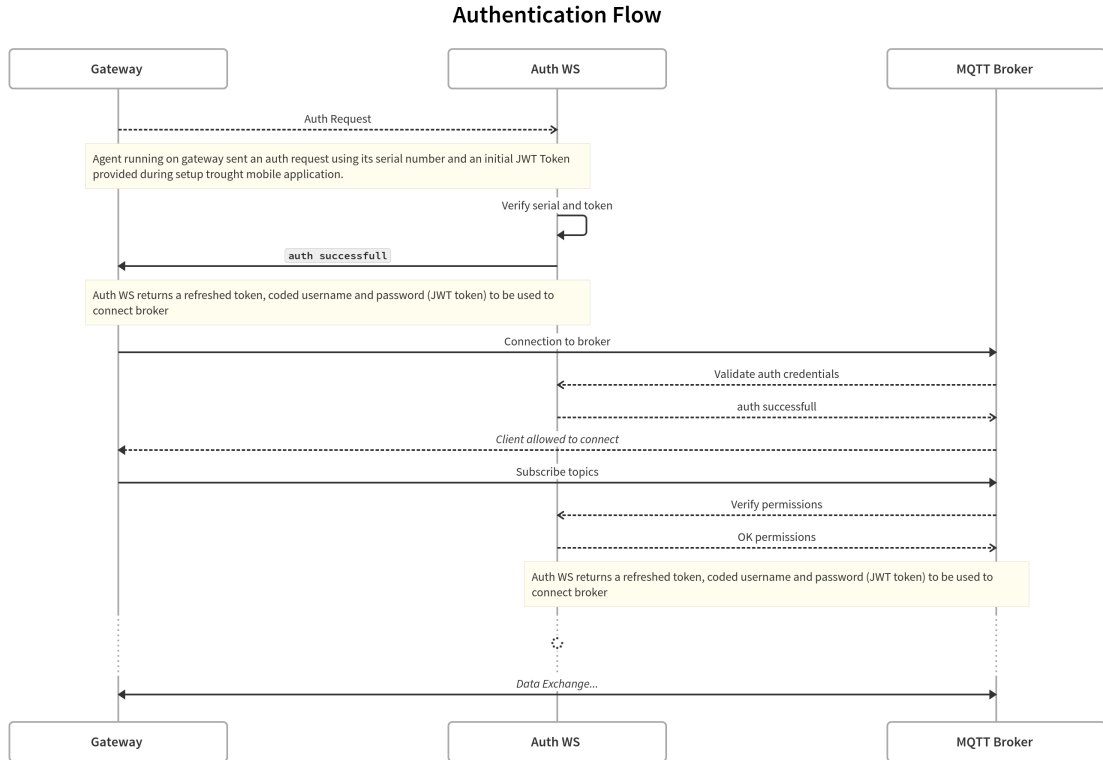 Authentication Flow
Gateway
Auth WS
MQTT Broker
Auth Request
Agent running on gateway sent an auth request using its serial number and an initial JWT Token
provided during setup trought mobile application.
Verify serial and token
auth successfull
Auth WS returns a refreshed token, coded username and password (JWT token) to be used to
connect broker
Connection to broker
Validate auth credentials
auth successfull
Client allowed to connect
Subscribe topics
Verify permissions
OK permissions
Auth WS returns a refreshed token, coded username and password (JWT token) to be used to
connect broker
Data Exchange...
Gateway
Auth WS
MQTT Broker